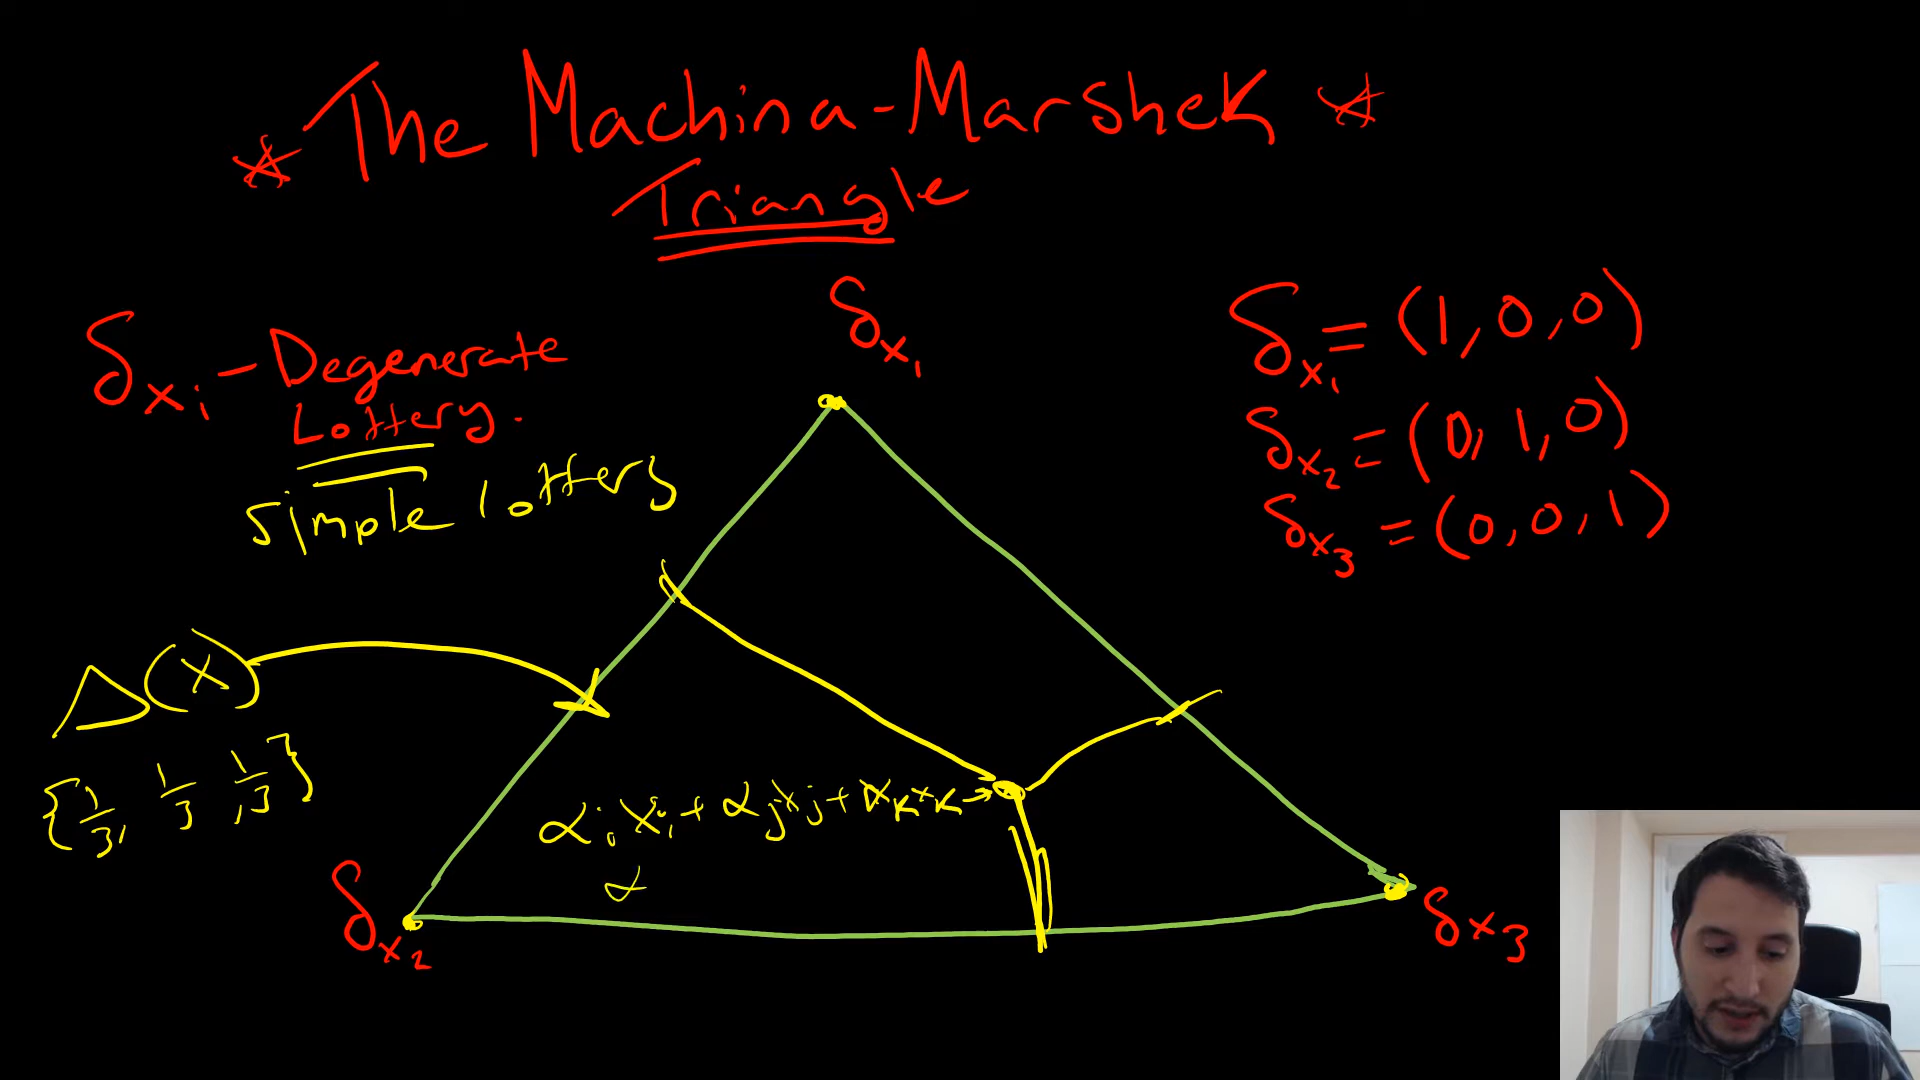 The Machina-Marshek
Triangle
δx₁
δxᵢ - Degenerate
Lottery.
simple lottery
δx₁ = (1, 0, 0)
δx₂ = (0, 1, 0)
δx₃ = (0, 0, 1)
Δ(X)
{1/3, 1/3, 1/3}
αᵢxᵢ + αⱼxⱼ + αₖxₖ →
α
δx₂
δx₃